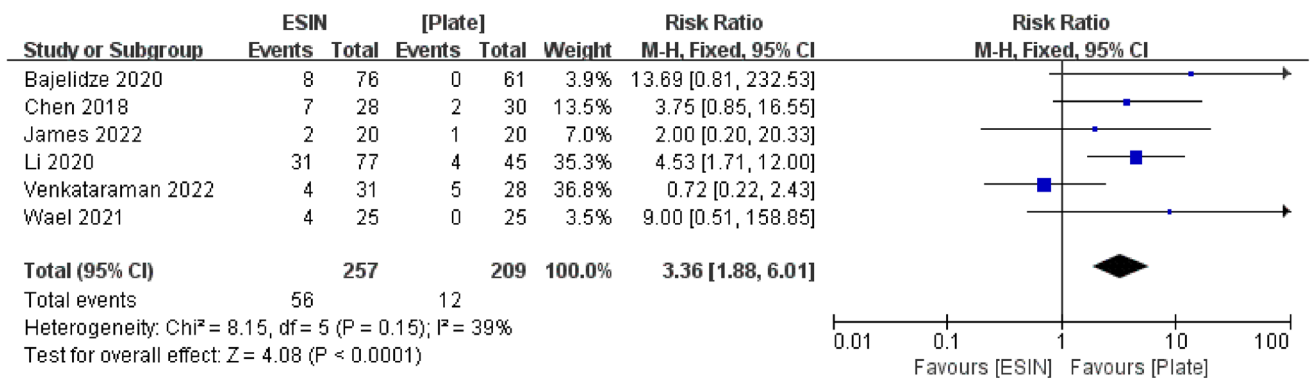 ESIN [Plate] Risk Ratio Risk Ratio
Study or Subgroup Events Total Events Total Weight M-H, Fixed, 95% CI M-H, Fixed, 95% CI
Bajelidze 2020 8 76 0 61 3.9% 13.69 [0.81, 232.53]
Chen 2018 7 28 2 30 13.5% 3.75 [0.85, 16.55]
James 2022 2 20 1 20 7.0% 2.00 [0.20, 20.33]
Li 2020 31 77 4 45 35.3% 4.53 [1.71, 12.00]
Venkataraman 2022 4 31 5 28 36.8% 0.72 [0.22, 2.43]
Wael 2021 4 25 0 25 3.5% 9.00 [0.51, 158.85]
Total (95% CI) 257 209 100.0% 3.36 [1.88, 6.01]
Total events 56 12
Heterogeneity: Chi² = 8.15, df = 5 (P = 0.15); I² = 39%
Test for overall effect: Z = 4.08 (P < 0.0001)
0.01 0.1 1 10 100
Favours [ESIN] Favours [Plate]